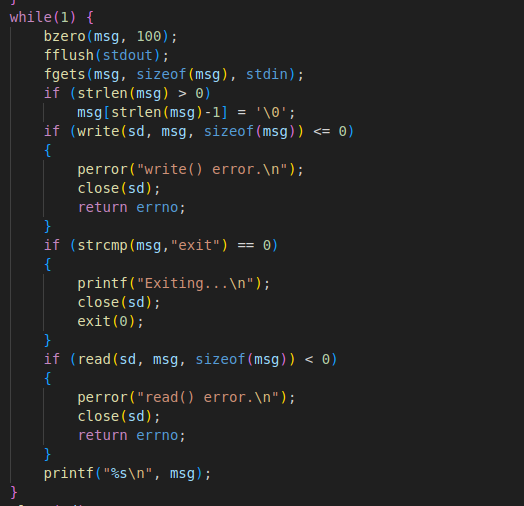 while(1) {
bzero(msg, 100);
fflush(stdout);
fgets(msg, sizeof(msg), stdin);
if (strlen(msg) > 0)
msg[strlen(msg)-1] = '\0';
if (write(sd, msg, sizeof(msg)) <= 0)
{
perror("write() error.\n");
close(sd);
return errno;
}
if (strcmp(msg,"exit") == 0)
{
printf("Exiting...\n");
close(sd);
exit(0);
}
if (read(sd, msg, sizeof(msg)) < 0)
{
perror("read() error.\n");
close(sd);
return errno;
}
printf("%s\n", msg);
}